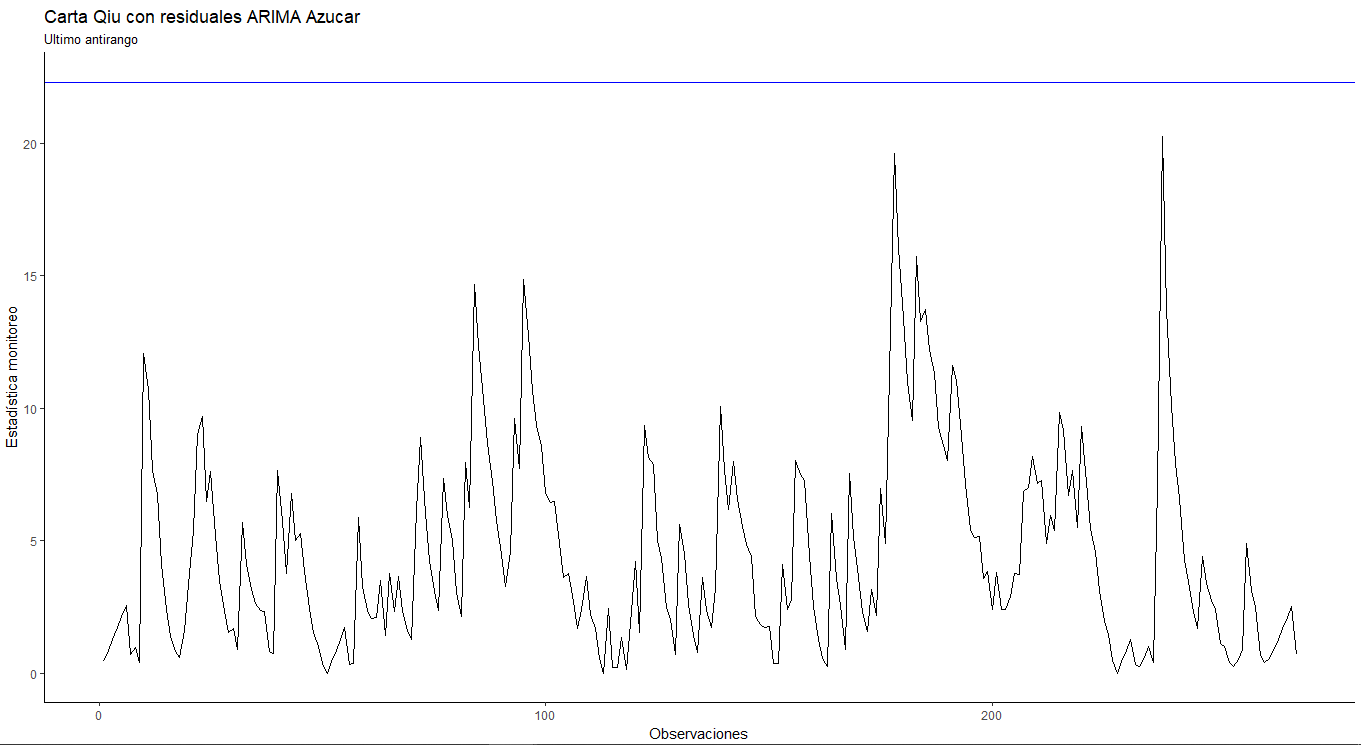 Carta Qiu con residuales ARIMA Azucar
Ultimo antirango
20
15
10
5
0
Estadística monitoreo
0 100 200
Observaciones